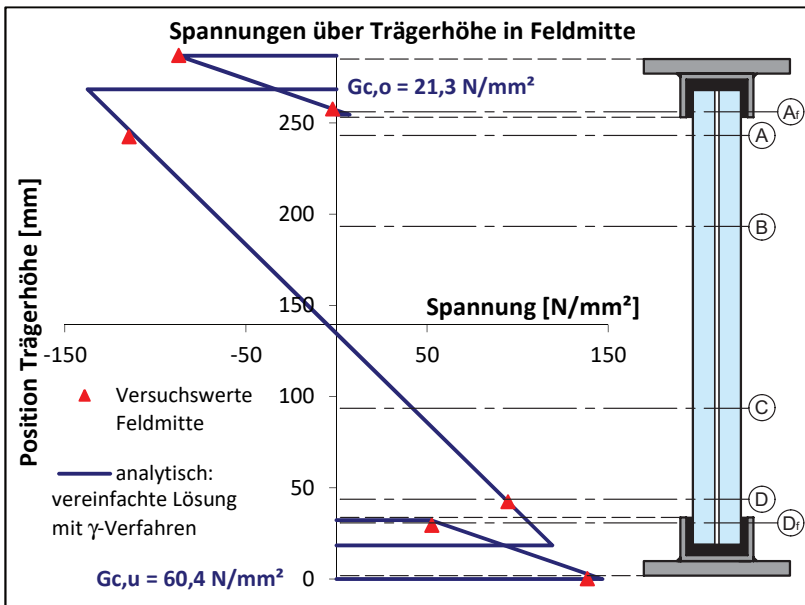 Spannungen über Trägerhöhe in Feldmitte
Gc,o = 21,3 N/mm²
Position Trägerhöhe [mm]
250
200
150
100
50
0
Spannung [N/mm²]
-150
-50
50
150
Versuchswerte
Feldmitte
analytisch:
vereinfachte Lösung
mit γ-Verfahren
Gc,u = 60,4 N/mm²
Af
A
B
C
D
Df